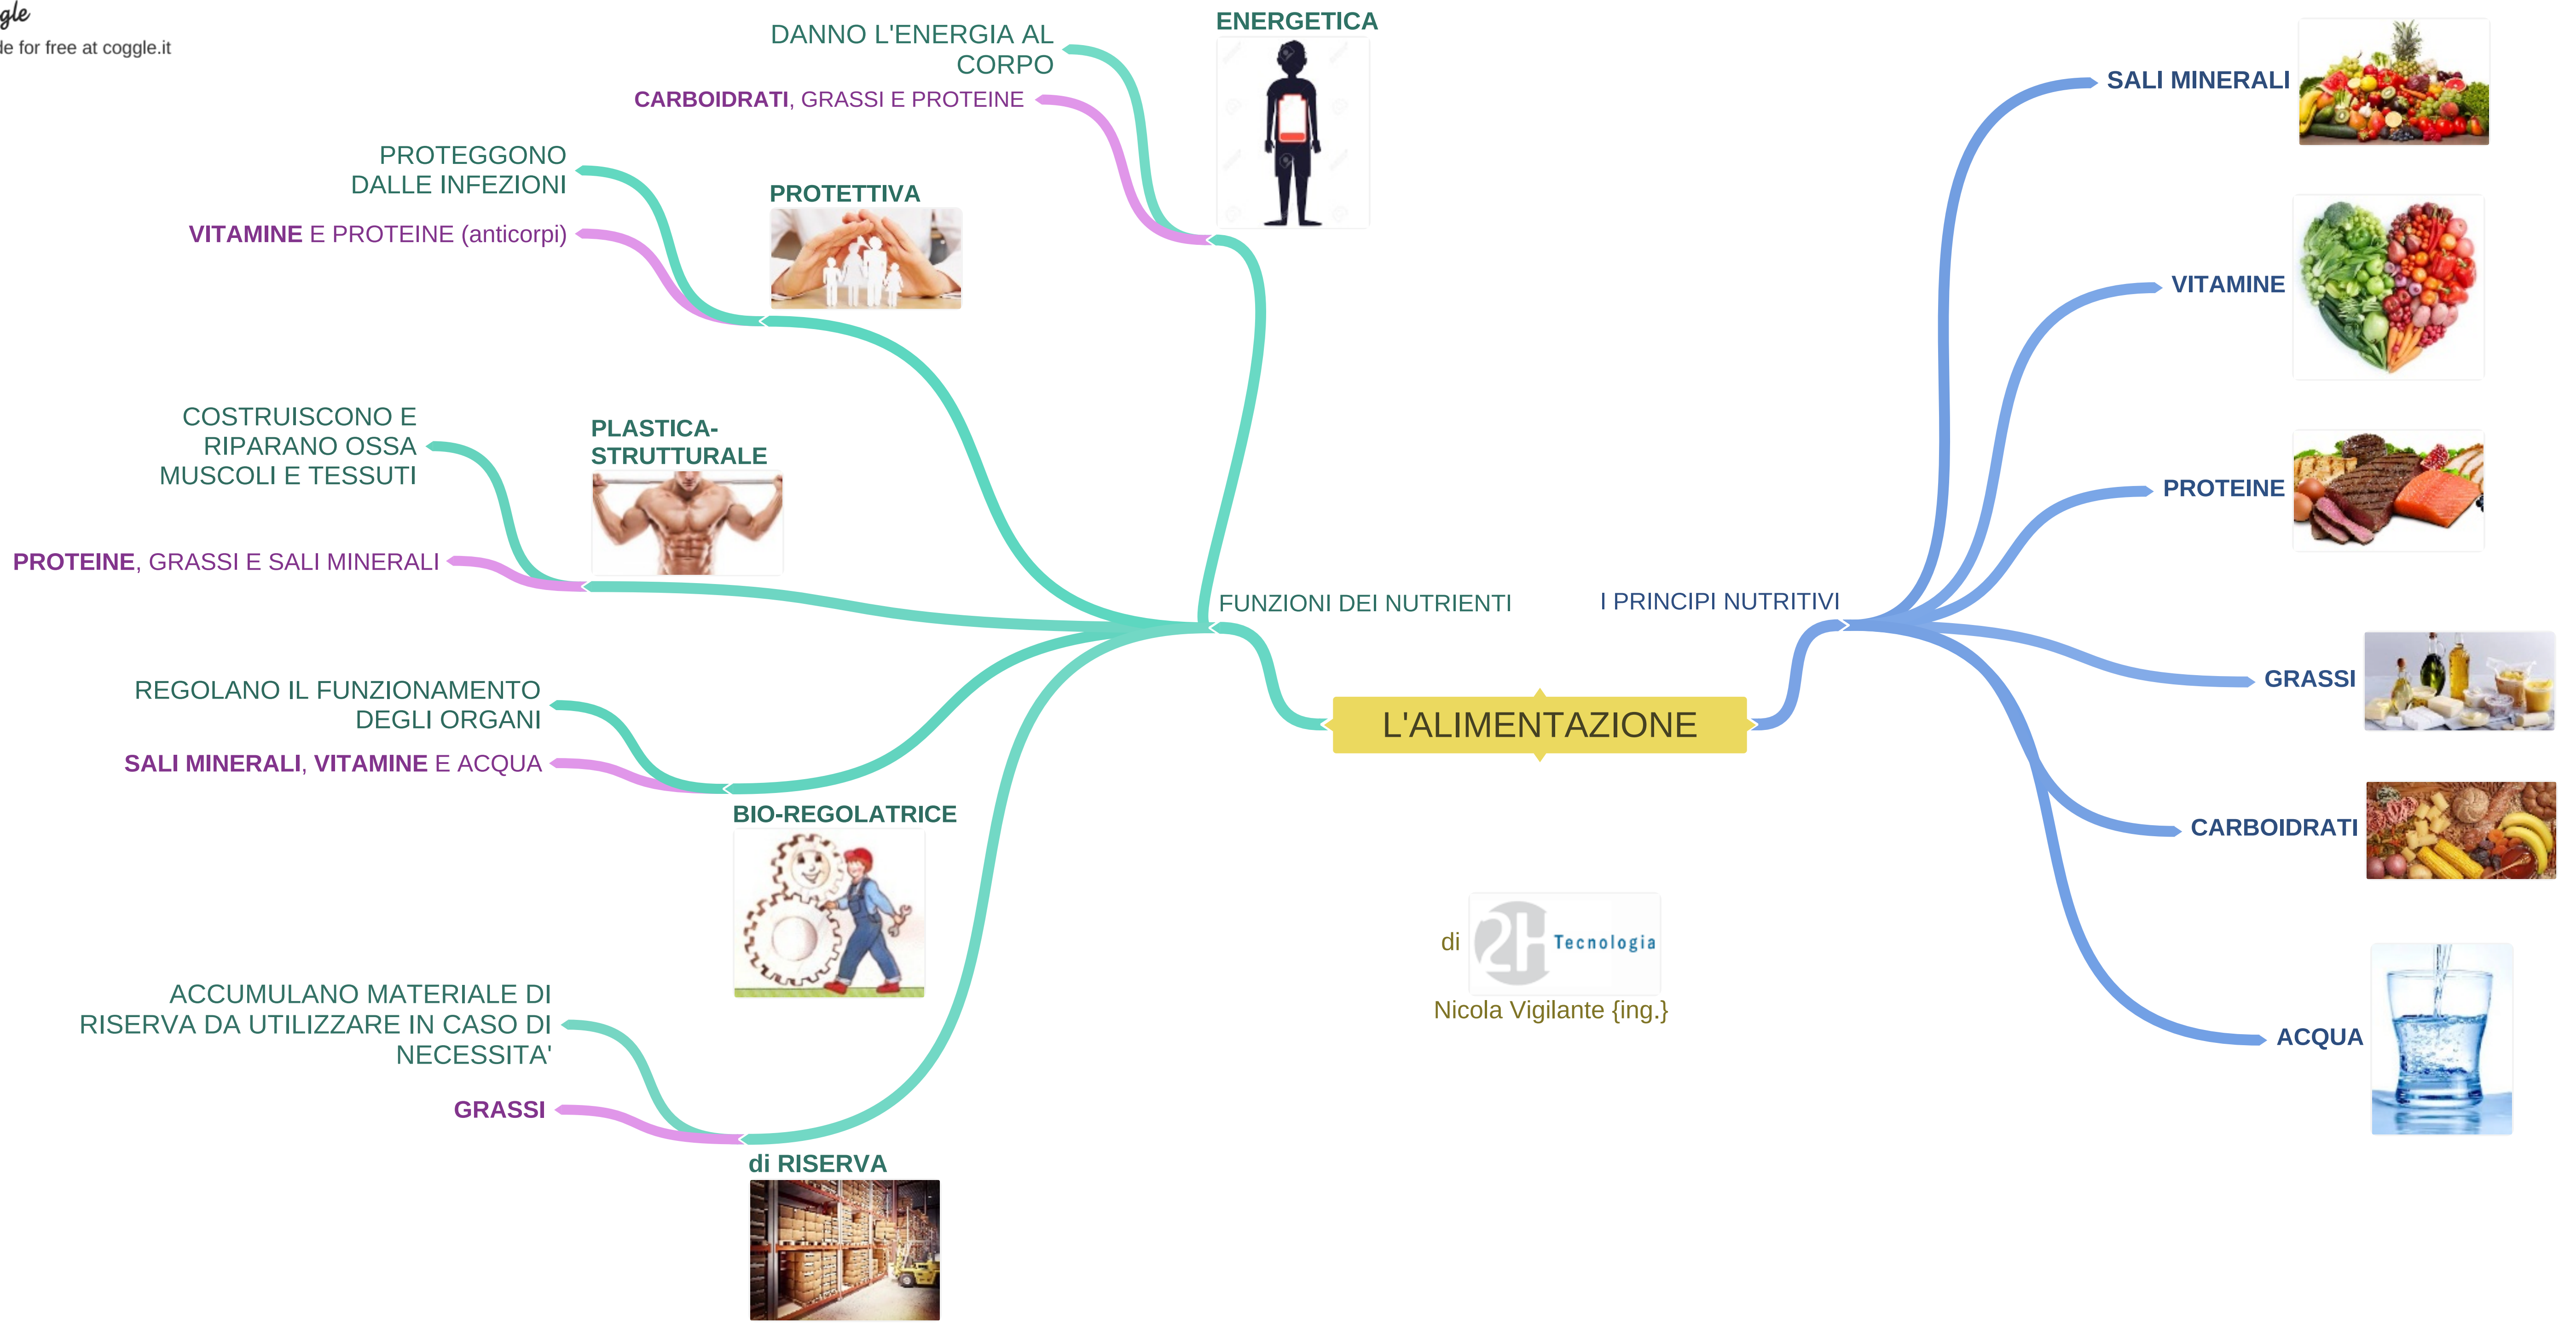 gle
de for free at coggle.it
ENERGETICA
DANNO L'ENERGIA AL
CORPO
CARBOIDRATI, GRASSI E PROTEINE
PROTETTIVA
PROTEGGONO
DALLE INFEZIONI
VITAMINE E PROTEINE (anticorpi)
PLASTICA-
STRUTTURALE
COSTRUISCONO E
RIPARANO OSSA
MUSCOLI E TESSUTI
PROTEINE, GRASSI E SALI MINERALI
FUNZIONI DEI NUTRIENTI
REGOLANO IL FUNZIONAMENTO
DEGLI ORGANI
SALI MINERALI, VITAMINE E ACQUA
BIO-REGOLATRICE
ACCUMULANO MATERIALE DI
RISERVA DA UTILIZZARE IN CASO DI
NECESSITA'
GRASSI
di RISERVA
L'ALIMENTAZIONE
di
2H Tecnologia
Nicola Vigilante {ing.}
I PRINCIPI NUTRITIVI
SALI MINERALI
VITAMINE
PROTEINE
GRASSI
CARBOIDRATI
ACQUA